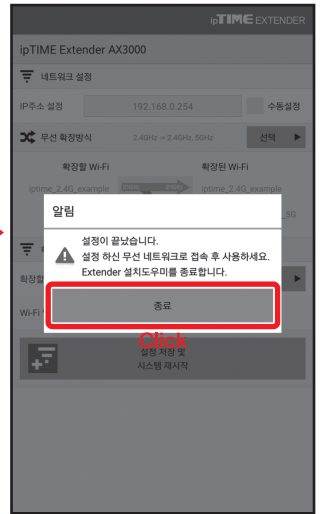 ipTIME EXTENDER
ipTIME Extender AX3000
네트워크 설정
IP주소 설정 192.168.0.254 수동설정
무선 확장방식 2.4GHz → 2.4GHz, 5GHz 선택
확장할 Wi-Fi 확장된 Wi-Fi
iptime_2.4G_example iptime_2.4G_example
_5G
알림
설정이 끝났습니다.
설정 하신 무선 네트워크로 접속 후 사용하세요.
Extender 설치도우미를 종료합니다.
확장할
종료
Wi-Fi
Click
설정 저장 및
시스템 재시작